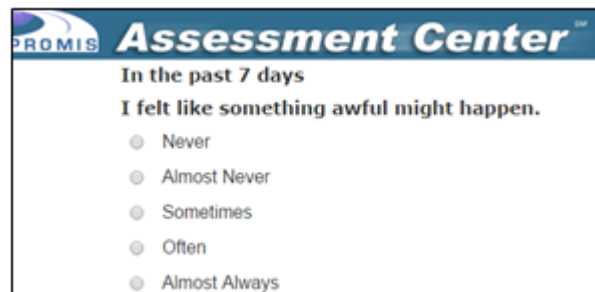 PROMIS Assessment Center SM
In the past 7 days
I felt like something awful might happen.
Never
Almost Never
Sometimes
Often
Almost Always